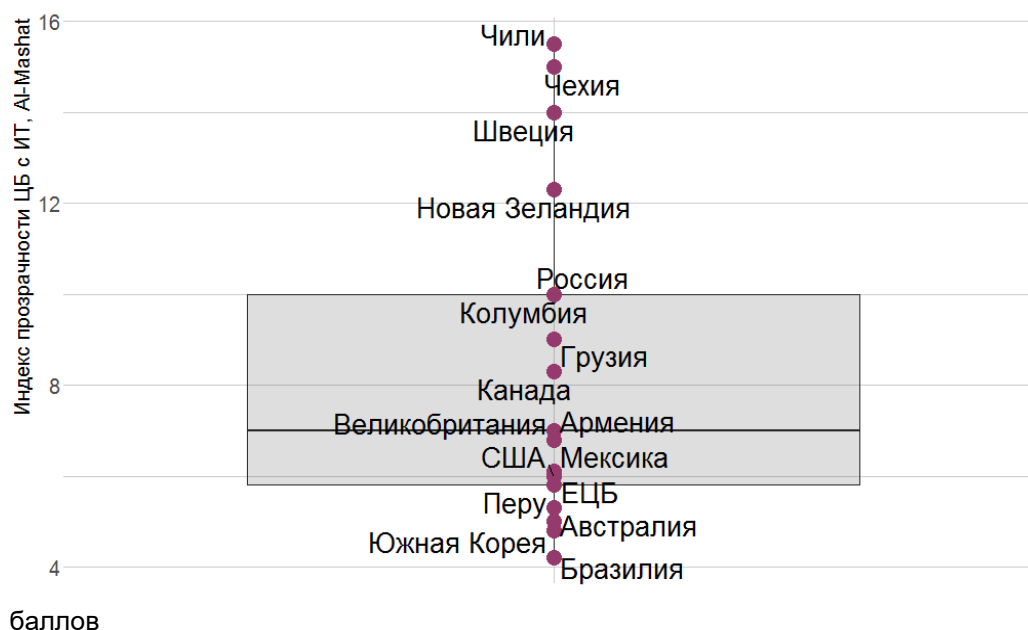 Индекс прозрачности ЦБ с ИТ, Al-Mashat
16
Чили
Чехия
Швеция
12
Новая Зеландия
Россия
Колумбия
Грузия
8
Канада
Великобритания
Армения
США
Мексика
ЕЦБ
Перу
Австралия
Южная Корея
4
Бразилия
баллов